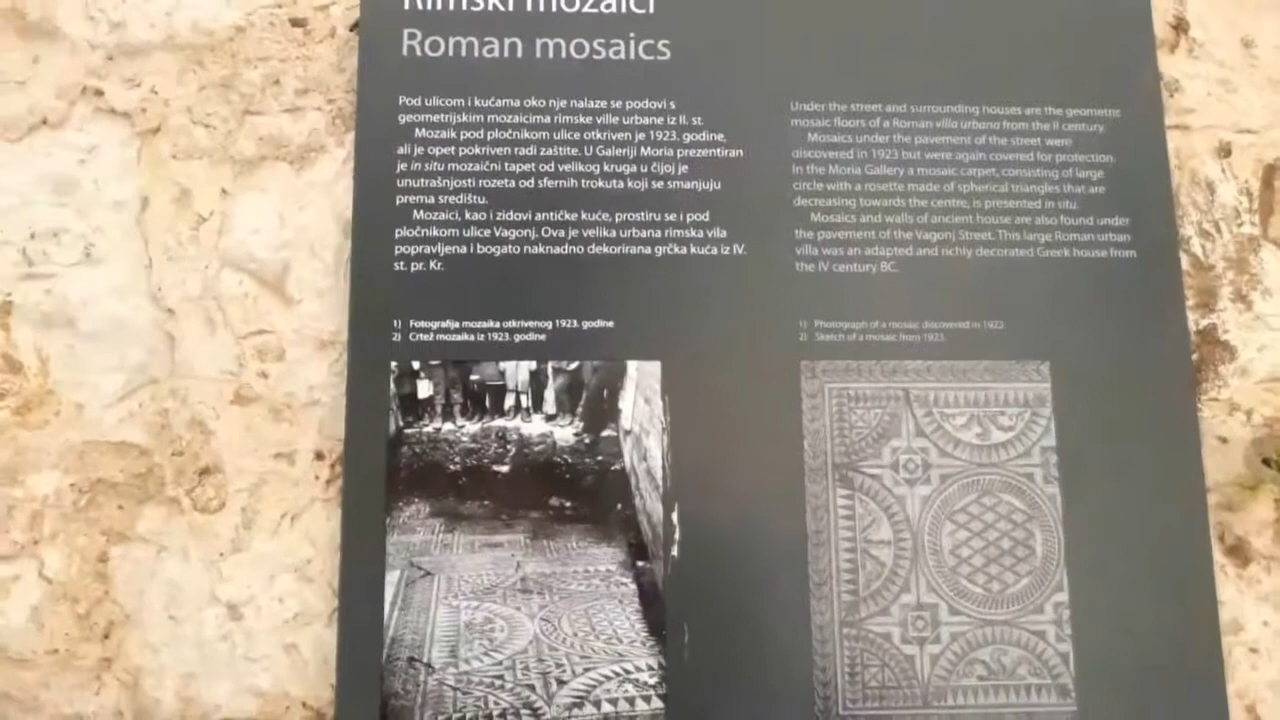 Rimski mozaici
Roman mosaics
Pod ulicom i kućama oko nje nalaze se podovi s
geometrijskim mozaicima rimske ville urbane iz II. st.
Mozaik pod pločnikom ulice otkriven je 1923. godine,
ali je opet pokriven radi zaštite. U Galeriji Moria prezentiran
je in situ mozaični tapet od velikog kruga u čijoj je
unutrašnjosti rozeta od sfernih trokuta koji se smanjuju
prema središtu.
Mozaici, kao i zidovi antičke kuće, prostiru se i pod
pločnikom ulice Vagonj. Ova je velika urbana rimska vila
popravljena i bogato naknadno dekorirana grčka kuća iz IV.
st. pr. Kr.
Under the street and surrounding houses are the geometric
mosaic floors of a Roman villa urbana from the II century.
Mosaics under the pavement of the street were
discovered in 1923 but were again covered for protection.
In the Moria Gallery a mosaic carpet, consisting of large
circle with a rosette made of spherical triangles that are
decreasing towards the centre, is presented in situ.
Mosaics and walls of ancient house are also found under
the pavement of the Vagonj Street. This large Roman urban
villa was an adapted and richly decorated Greek house from
the IV century BC.
1) Fotografija mozaika otkrivenog 1923. godine
2) Crtež mozaika iz 1923. godine
1) Photograph of a mosaic discovered in 1923.
2) Sketch of a mosaic from 1923.